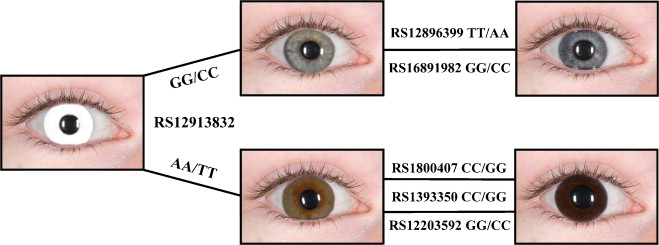 RS12896399 TT/AA
GG/CC
RS16891982 GG/CC
RS12913832
AA/TT
RS1800407 CC/GG
RS1393350 CC/GG
RS12203592 GG/CC